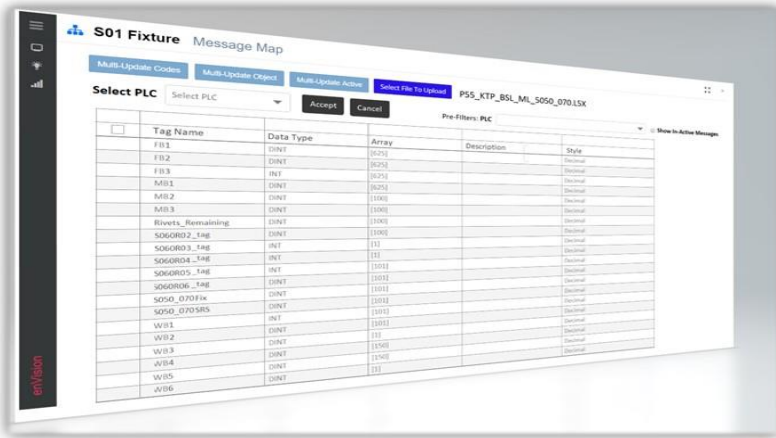 S01 Fixture Message Map
Multi-Update Codes Multi-Update Object Multi-Update Active Select File To Upload P55_KTP_BSL_ML_S050_070.L5X
Select PLC Select PLC Accept Cancel Pre-Filters: PLC Show In-Active Messages
Tag Name Data Type Array Description Style
FB1 DINT [625] Decimal
FB2 DINT [625] Decimal
FB3 INT [625] Decimal
MB1 DINT [625] Decimal
MB2 DINT [100] Decimal
MB3 DINT [100] Decimal
Rivets_Remaining DINT [100] Decimal
S060R02_tag DINT [100] Decimal
S060R03_tag INT [1] Decimal
S060R04_tag INT [1] Decimal
S060R05_tag DINT [101] Decimal
S060R06_tag DINT [101] Decimal
S050_070Fix DINT [101] Decimal
S050_070SRS DINT [101] Decimal
WB1 INT [101] Decimal
WB2 DINT [1] Decimal
WB3 DINT [150] Decimal
WB4 DINT [150] Decimal
WB5 DINT [1]
WB6 DINT
enVision